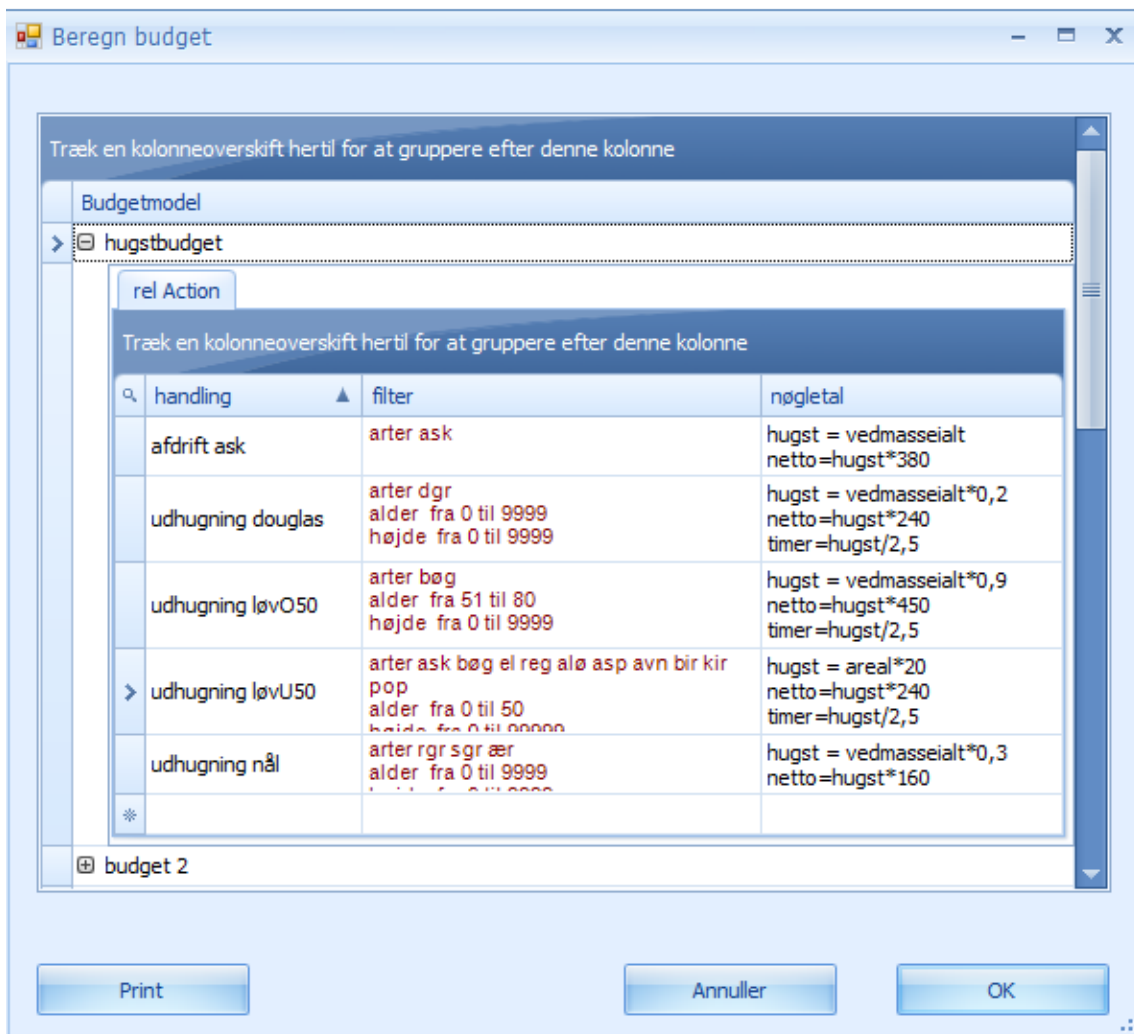 Beregn budget
Træk en kolonneoverskift hertil for at gruppere efter denne kolonne
Budgetmodel
hugstbudget
rel Action
Træk en kolonneoverskift hertil for at gruppere efter denne kolonne
handling filter nøgletal
afdrift ask
arter ask
hugst = vedmasseialt
netto=hugst*380
udhugning douglas
arter dgr
alder fra 0 til 9999
højde fra 0 til 9999
hugst = vedmasseialt*0,2
netto=hugst*240
timer=hugst/2,5
udhugning løvO50
arter bøg
alder fra 51 til 80
højde fra 0 til 9999
hugst = vedmasseialt*0,9
netto=hugst*450
timer=hugst/2,5
udhugning løvU50
arter ask bøg el reg alø asp avn bir kir
pop
alder fra 0 til 50
højde fra 0 til 99999
hugst = areal*20
netto=hugst*240
timer=hugst/2,5
udhugning nål
arter rgr sgr ær
alder fra 0 til 9999
hugst = vedmasseialt*0,3
netto=hugst*160
budget 2
Print Annuller OK